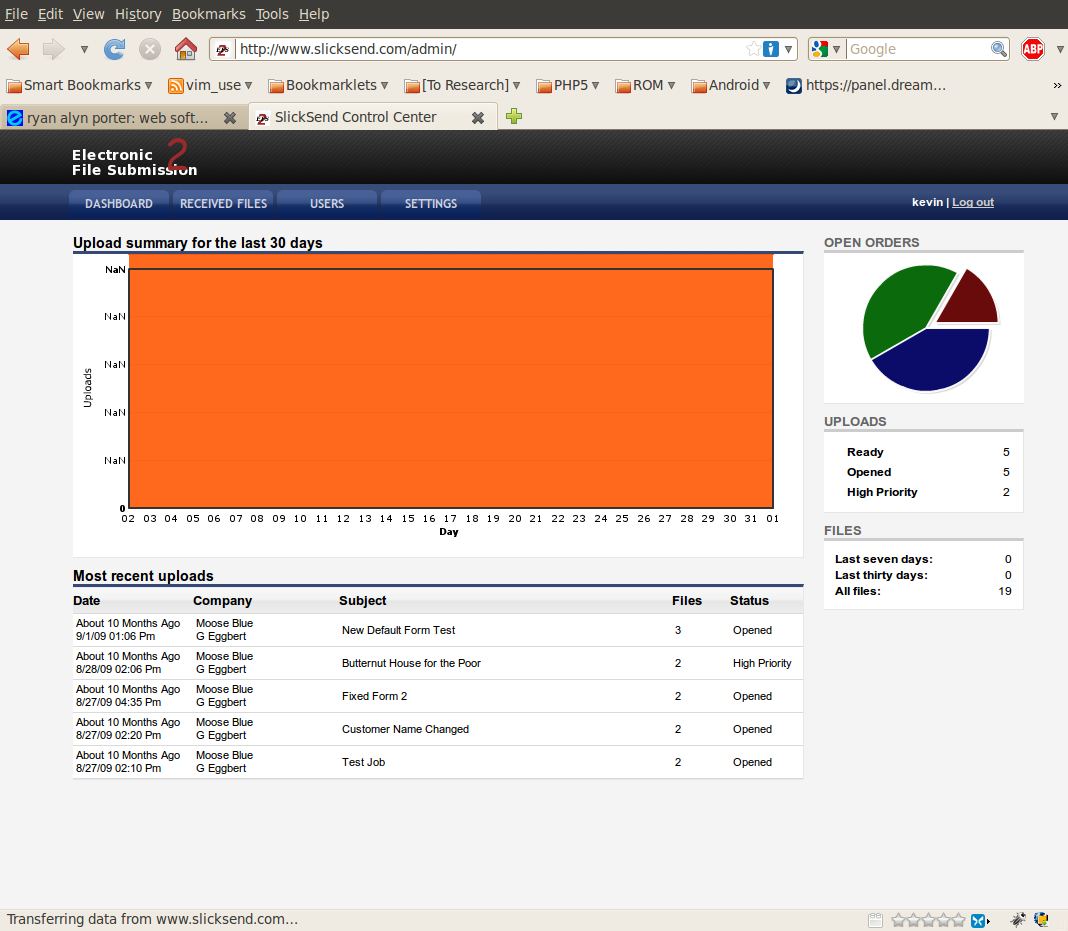 File Edit View History Bookmarks Tools Help
http://www.slicksend.com/admin/ Google ABP
Smart Bookmarks vim_use Bookmarklets [To Research] PHP5 ROM Android https://panel.dream… »
ryan alyn porter: web soft... SlickSend Control Center
Electronic 2
File Submission
DASHBOARD RECEIVED FILES USERS SETTINGS kevin | Log out
Upload summary for the last 30 days
NaN
NaN
NaN
NaN
NaN
0
Uploads
02 03 04 05 06 07 08 09 10 11 12 13 14 15 16 17 18 19 20 21 22 23 24 25 26 27 28 29 30 31 01
Day
OPEN ORDERS
UPLOADS
Ready 5
Opened 5
High Priority 2
FILES
Last seven days: 0
Last thirty days: 0
All files: 19
Most recent uploads
Date Company Subject Files Status
About 10 Months Ago Moose Blue
9/1/09 01:06 Pm G Eggbert New Default Form Test 3 Opened
About 10 Months Ago Moose Blue
8/28/09 02:06 Pm G Eggbert Butternut House for the Poor 2 High Priority
About 10 Months Ago Moose Blue
8/27/09 04:35 Pm G Eggbert Fixed Form 2 2 Opened
About 10 Months Ago Moose Blue
8/27/09 02:20 Pm G Eggbert Customer Name Changed 2 Opened
About 10 Months Ago Moose Blue
8/27/09 02:10 Pm G Eggbert Test Job 2 Opened
Transferring data from www.slicksend.com...